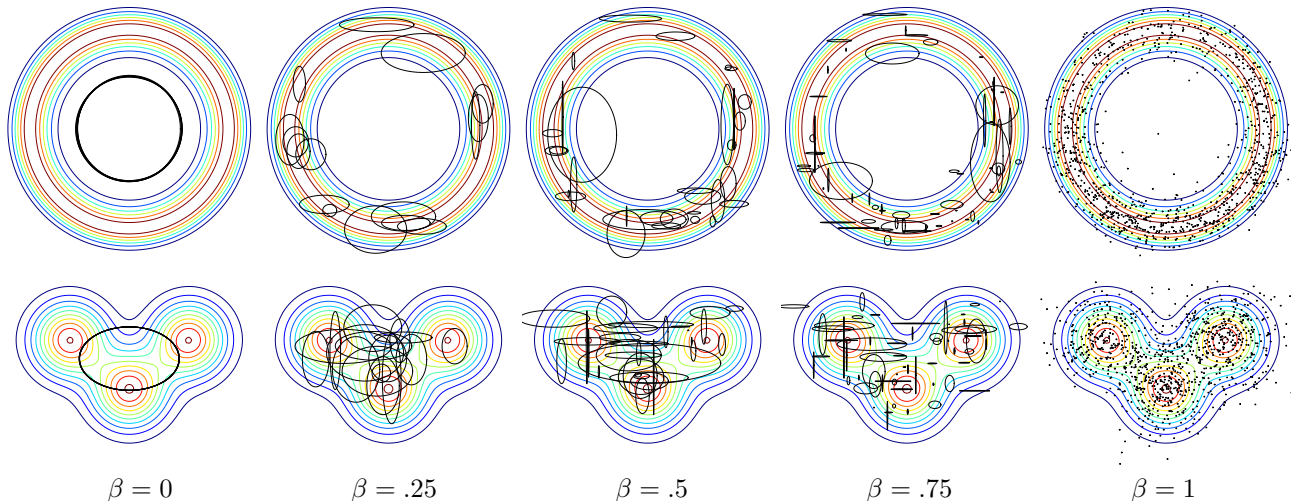 β = 0
β = .25
β = .5
β = .75
β = 1